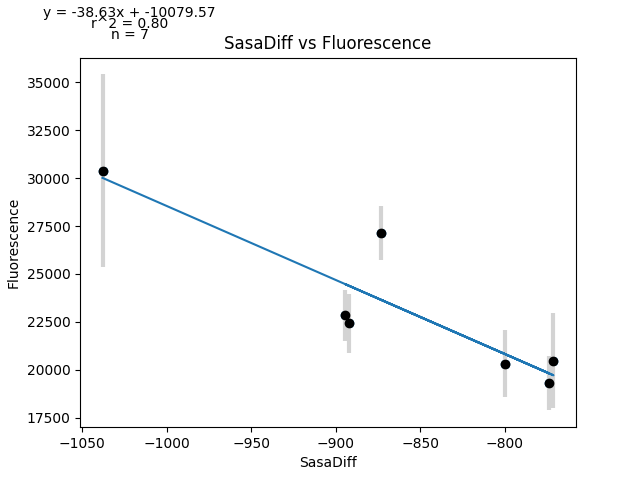 y = -38.63x + -10079.57
r^2 = 0.80
n = 7
SasaDiff vs Fluorescence
Fluorescence
35000
32500
30000
27500
25000
22500
20000
17500
−1050
−1000
−950
−900
−850
−800
SasaDiff